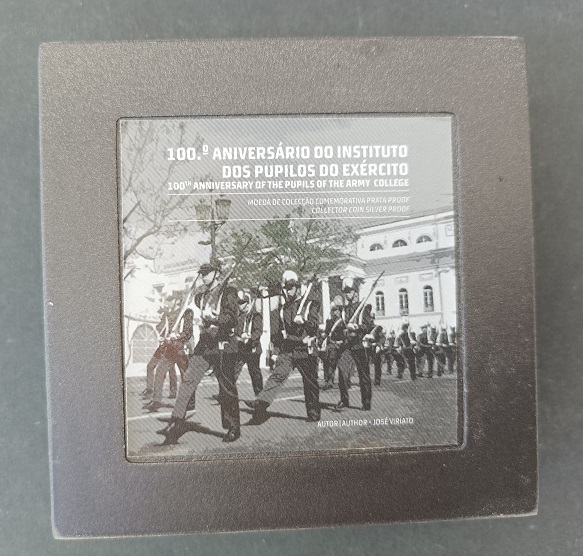 100.º ANIVERSÁRIO DO INSTITUTO
DOS PUPILOS DO EXÉRCITO
100TH ANNIVERSARY OF THE PUPILS OF THE ARMY COLLEGE
MOEDA DE COLECÇÃO COMEMORATIVA PRATA PROOF
COLLECTOR COIN SILVER PROOF
AUTOR|AUTHOR • JOSÉ VIRIATO